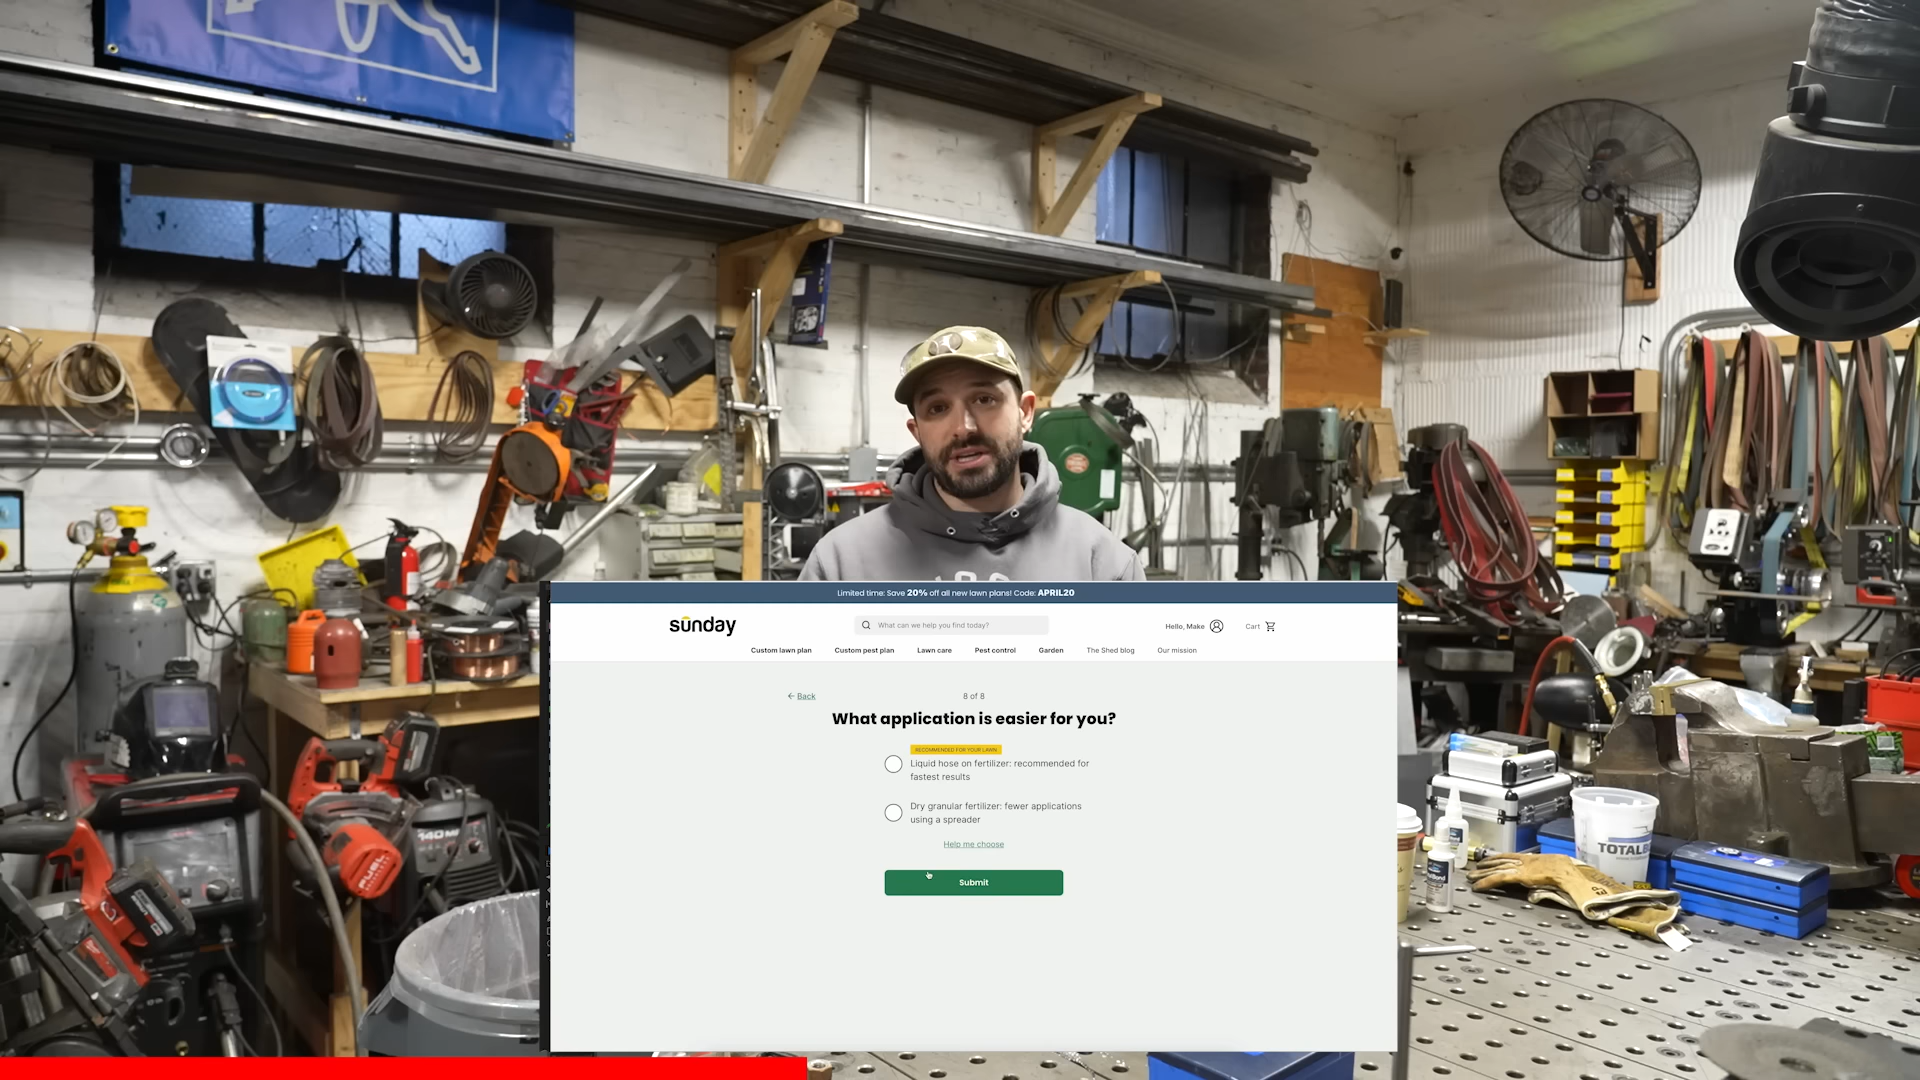 Limited time: Save 20% off all new lawn plans! Code: APRIL20
sunday
What can we help you find today?
Hello, Make
Cart
Custom lawn plan
Custom pest plan
Lawn care
Pest control
Garden
The Shed blog
Our mission
← Back
8 of 8
What application is easier for you?
RECOMMENDED FOR YOUR LAWN
Liquid hose on fertilizer: recommended for
fastest results
Dry granular fertilizer: fewer applications
using a spreader
Help me choose
Submit
FUEL